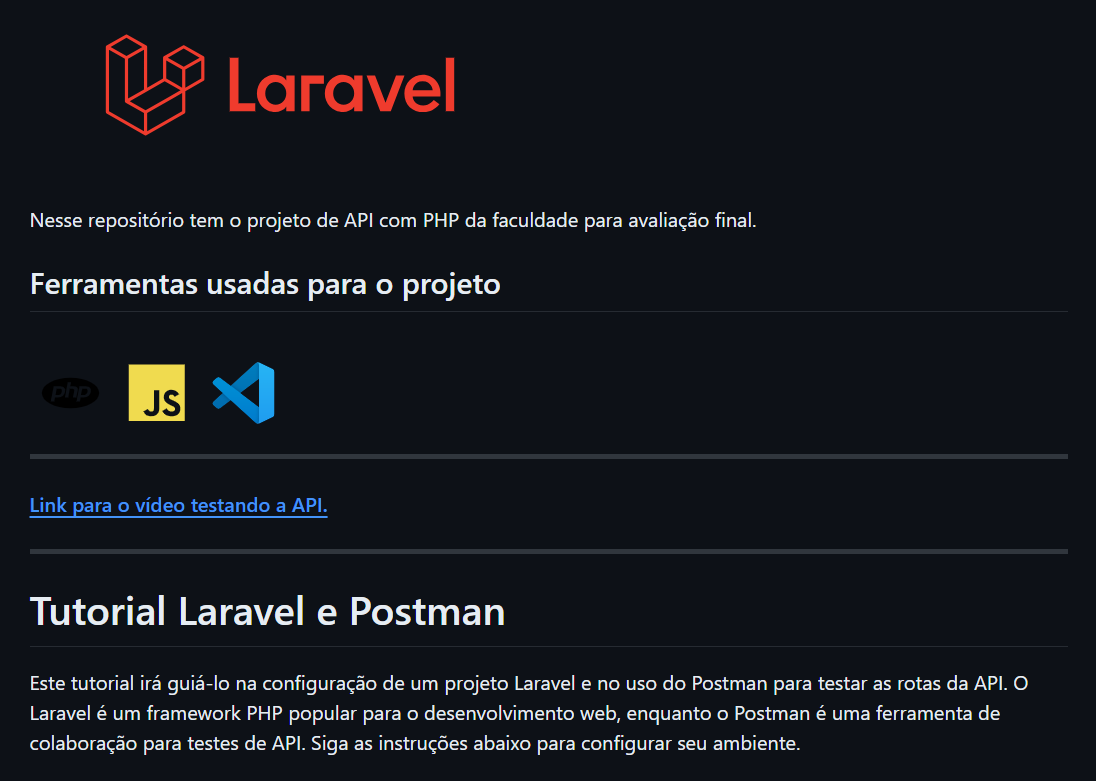 Laravel
Nesse repositório tem o projeto de API com PHP da faculdade para avaliação final.
Ferramentas usadas para o projeto
php
JS
Link para o vídeo testando a API.
Tutorial Laravel e Postman
Este tutorial irá guiá-lo na configuração de um projeto Laravel e no uso do Postman para testar as rotas da API. O
Laravel é um framework PHP popular para o desenvolvimento web, enquanto o Postman é uma ferramenta de
colaboração para testes de API. Siga as instruções abaixo para configurar seu ambiente.